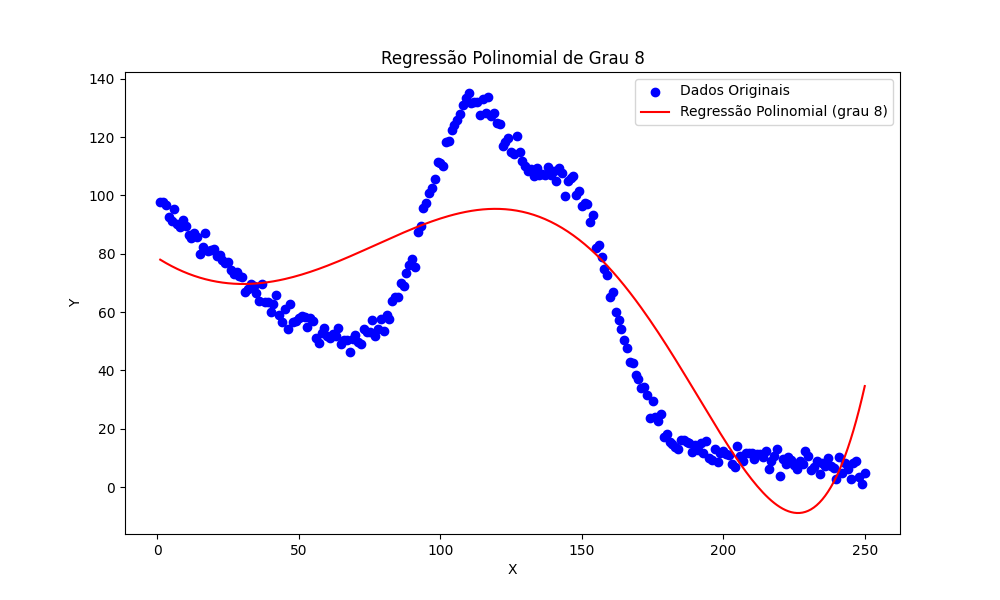 Regressão Polinomial de Grau 8
Dados Originais
Regressão Polinomial (grau 8)
140
120
100
80
60
40
20
0
Y
0 50 100 150 200 250
X